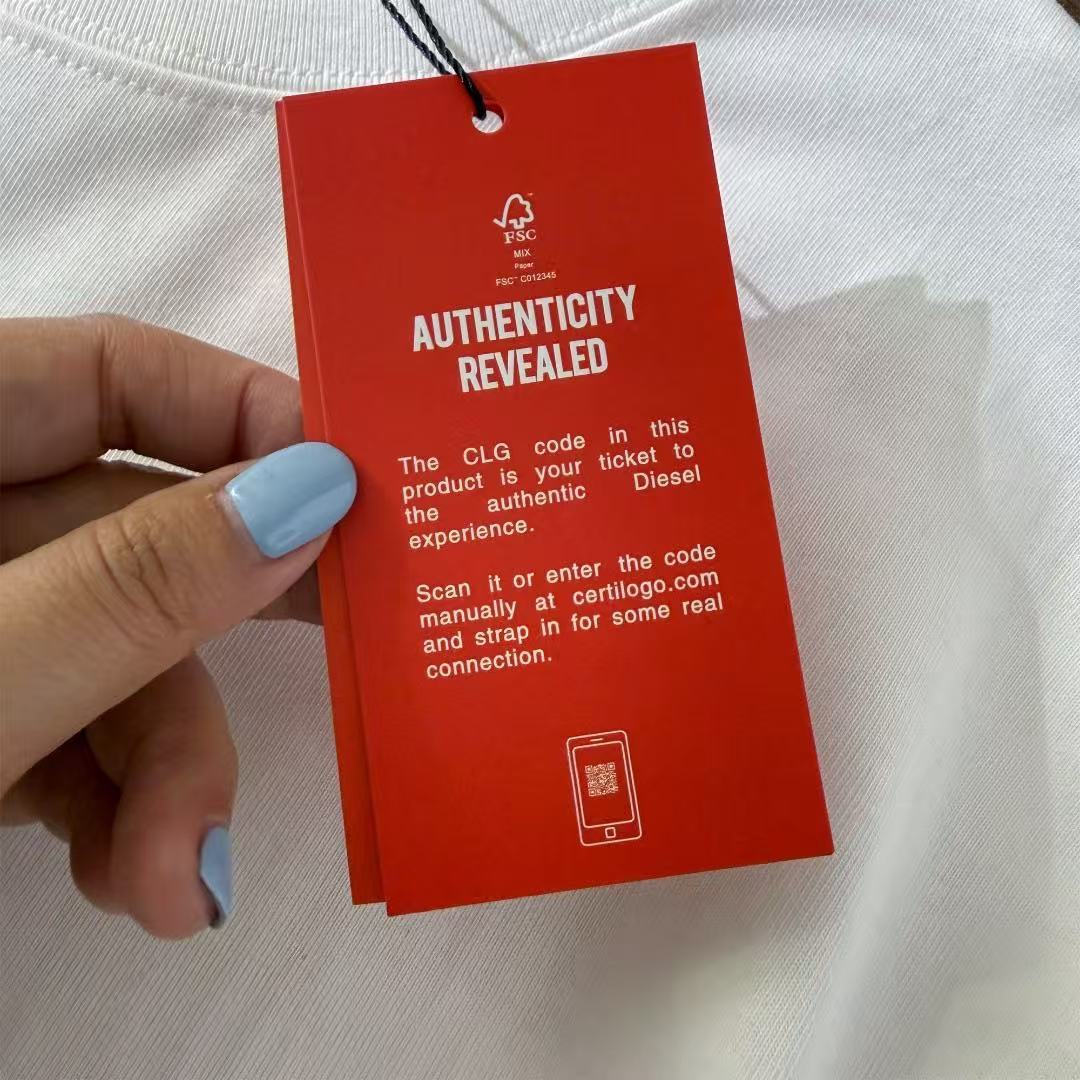 FSC™
MIX
Paper
FSC™ C012345
AUTHENTICITY
REVEALED
The CLG code in this
product is your ticket to
the authentic Diesel
experience.
Scan it or enter the code
manually at certilogo.com
and strap in for some real
connection.